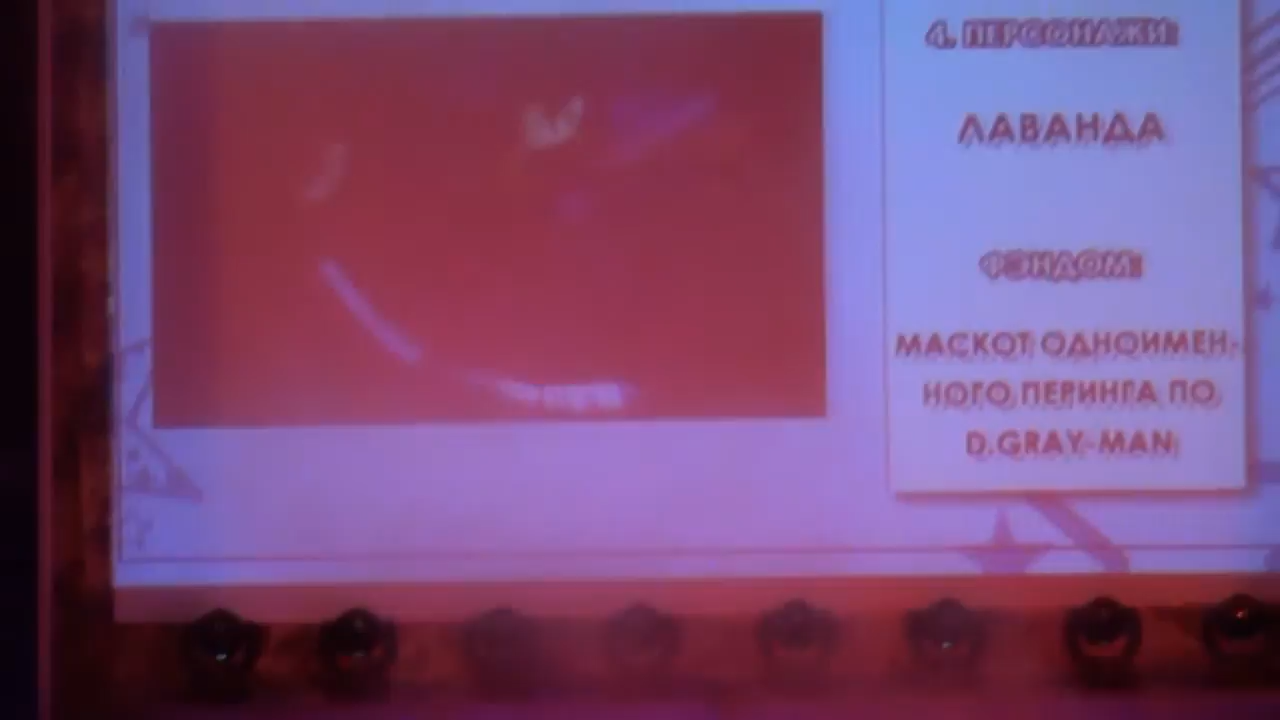 4. ПЕРСОНАЖИ:
ЛАВАНДА
ФЭНДОМ:
МАСКОТ ОДНОИМЕН-
НОГО ПЕРИНГА ПО
D.GRAY-MAN